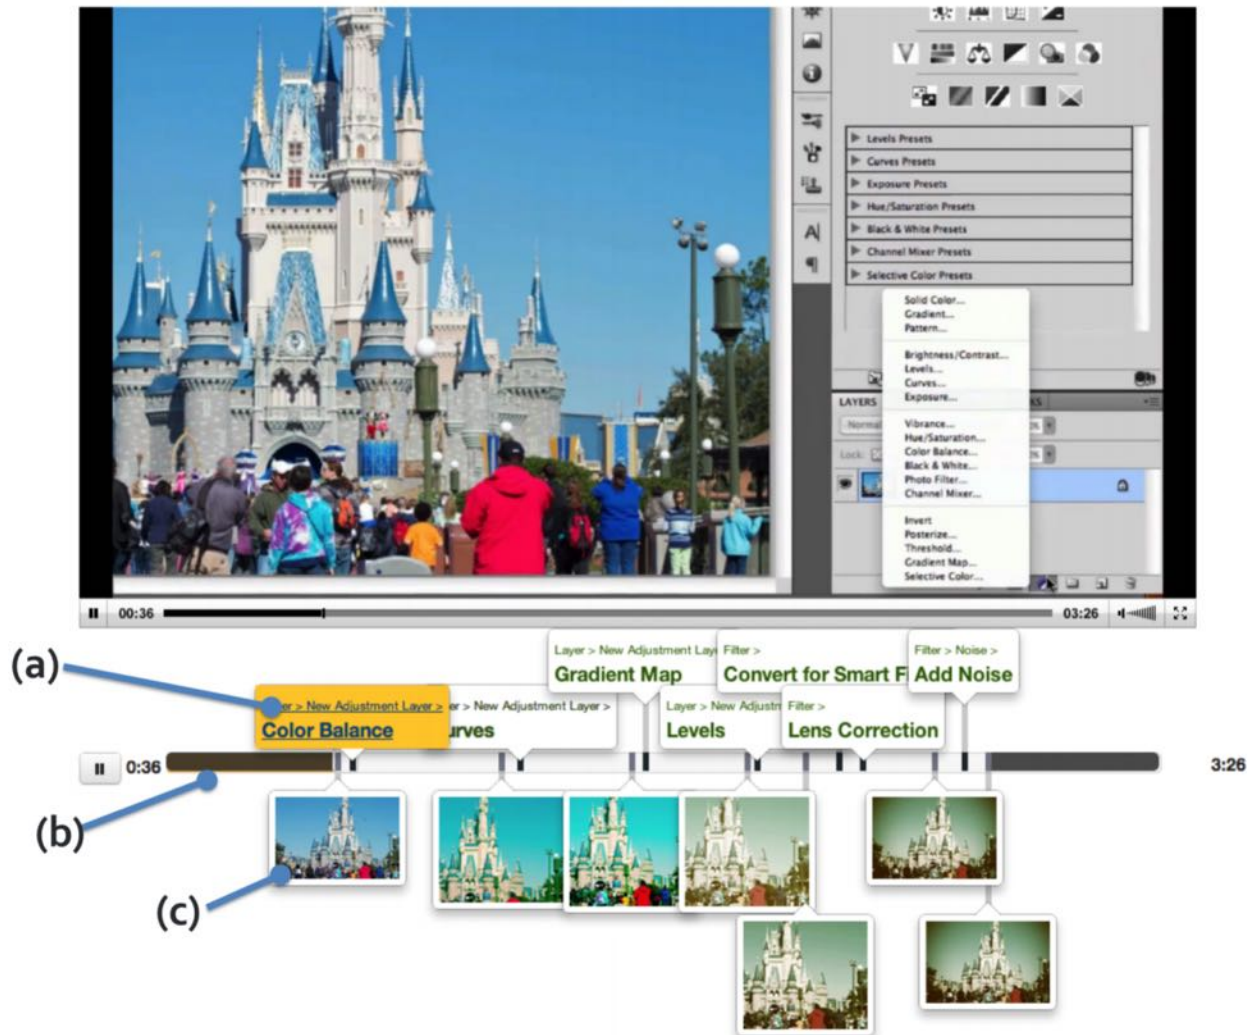 Levels Presets
Curves Presets
Exposure Presets
Hue/Saturation Presets
Black & White Presets
Channel Mixer Presets
Selective Color Presets
Solid Color...
Gradient...
Pattern...
Brightness/Contrast...
Levels...
Curves...
Exposure...
LAYERS
Vibrance...
Hue/Saturation...
Color Balance...
Black & White...
Photo Filter...
Channel Mixer...
Invert
Posterize...
Threshold...
Gradient Map...
Selective Color...
Normal
Lock:
00:36
03:26
Layer > New Adjustment Laye
Gradient Map
Filter >
Convert for Smart Fi
Filter > Noise >
Add Noise
(a)
er > New Adjustment Layer >
Color Balance
r > New Adjustment Layer >
urves
Layer > New Adjustm
Levels
Filter >
Lens Correction
0:36
3:26
(b)
(c)